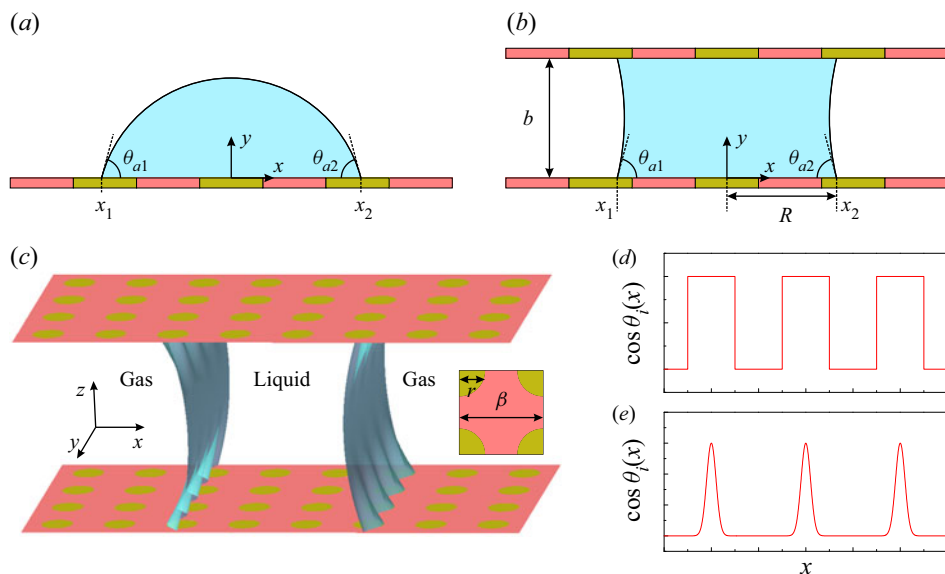 (a)
y
θa1
θa2
x
x1
x2
(b)
b
y
θa1
θa2
x
x1
x2
R
(c)
Gas
Liquid
Gas
r
β
z
y
x
(d)
cos θi(x)
(e)
cos θi(x)
x